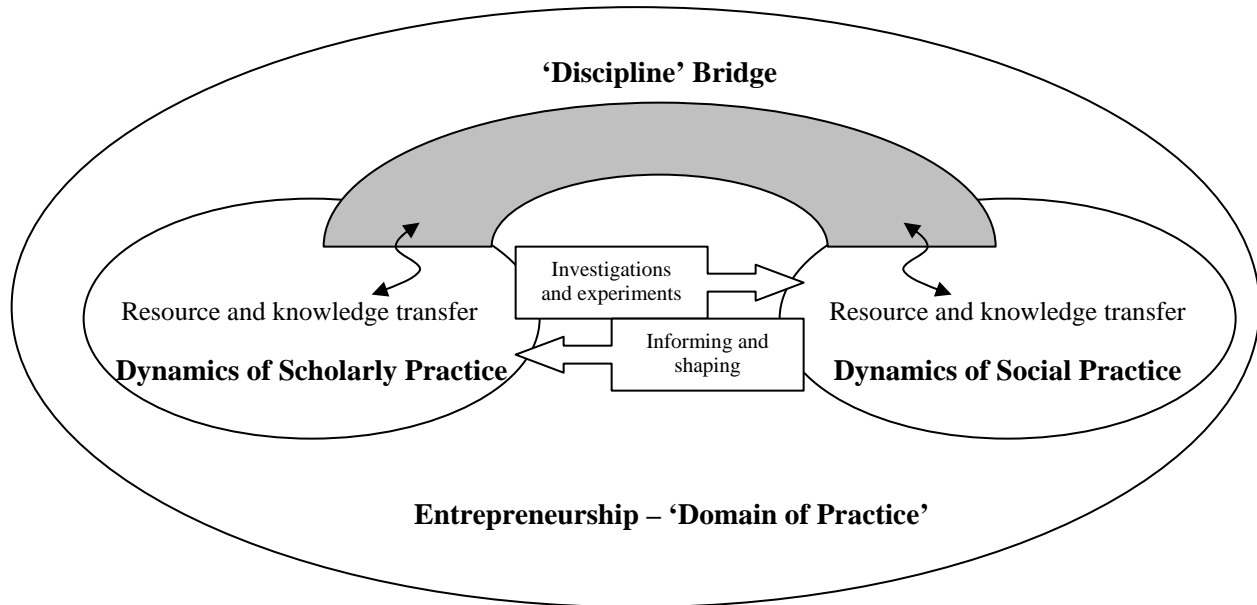 ‘Discipline’ Bridge
Investigations
and experiments
Resource and knowledge transfer
Resource and knowledge transfer
Informing and
shaping
Dynamics of Scholarly Practice
Dynamics of Social Practice
Entrepreneurship – ‘Domain of Practice’